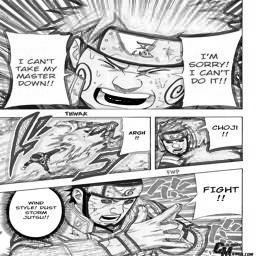 I'M
SORRY!
I CAN'T
DO IT!!
I CAN'T
TAKE MY
MASTER
DOWN!!
THWAK
CHOJI
!!
ARGH
!!
FWP
FIGHT
!!
WIND
STYLE! DUST
STORM
JUTSU!!